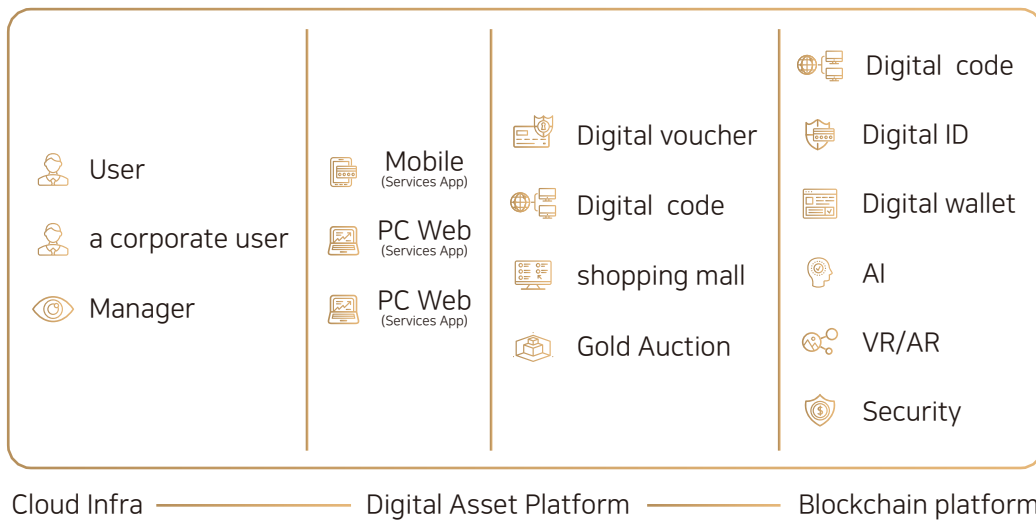 User
a corporate user
Manager
Mobile
(Services App)
PC Web
(Services App)
PC Web
(Services App)
Digital voucher
Digital code
shopping mall
Gold Auction
Digital code
Digital ID
Digital wallet
AI
VR/AR
Security
Cloud Infra
Digital Asset Platform
Blockchain platform